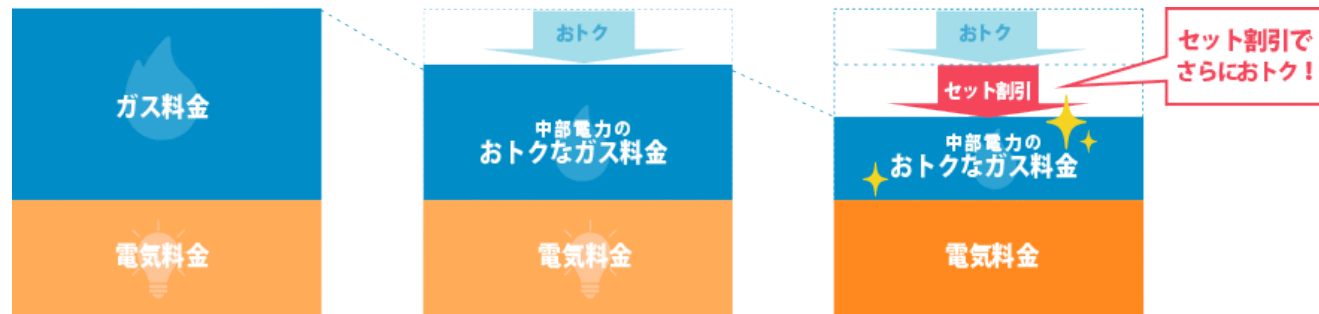 ガス料金
電気料金
おトク
中部電力の
おトクなガス料金
電気料金
おトク
セット割引
中部電力の
おトクなガス料金
電気料金
セット割引で
さらにおトク！